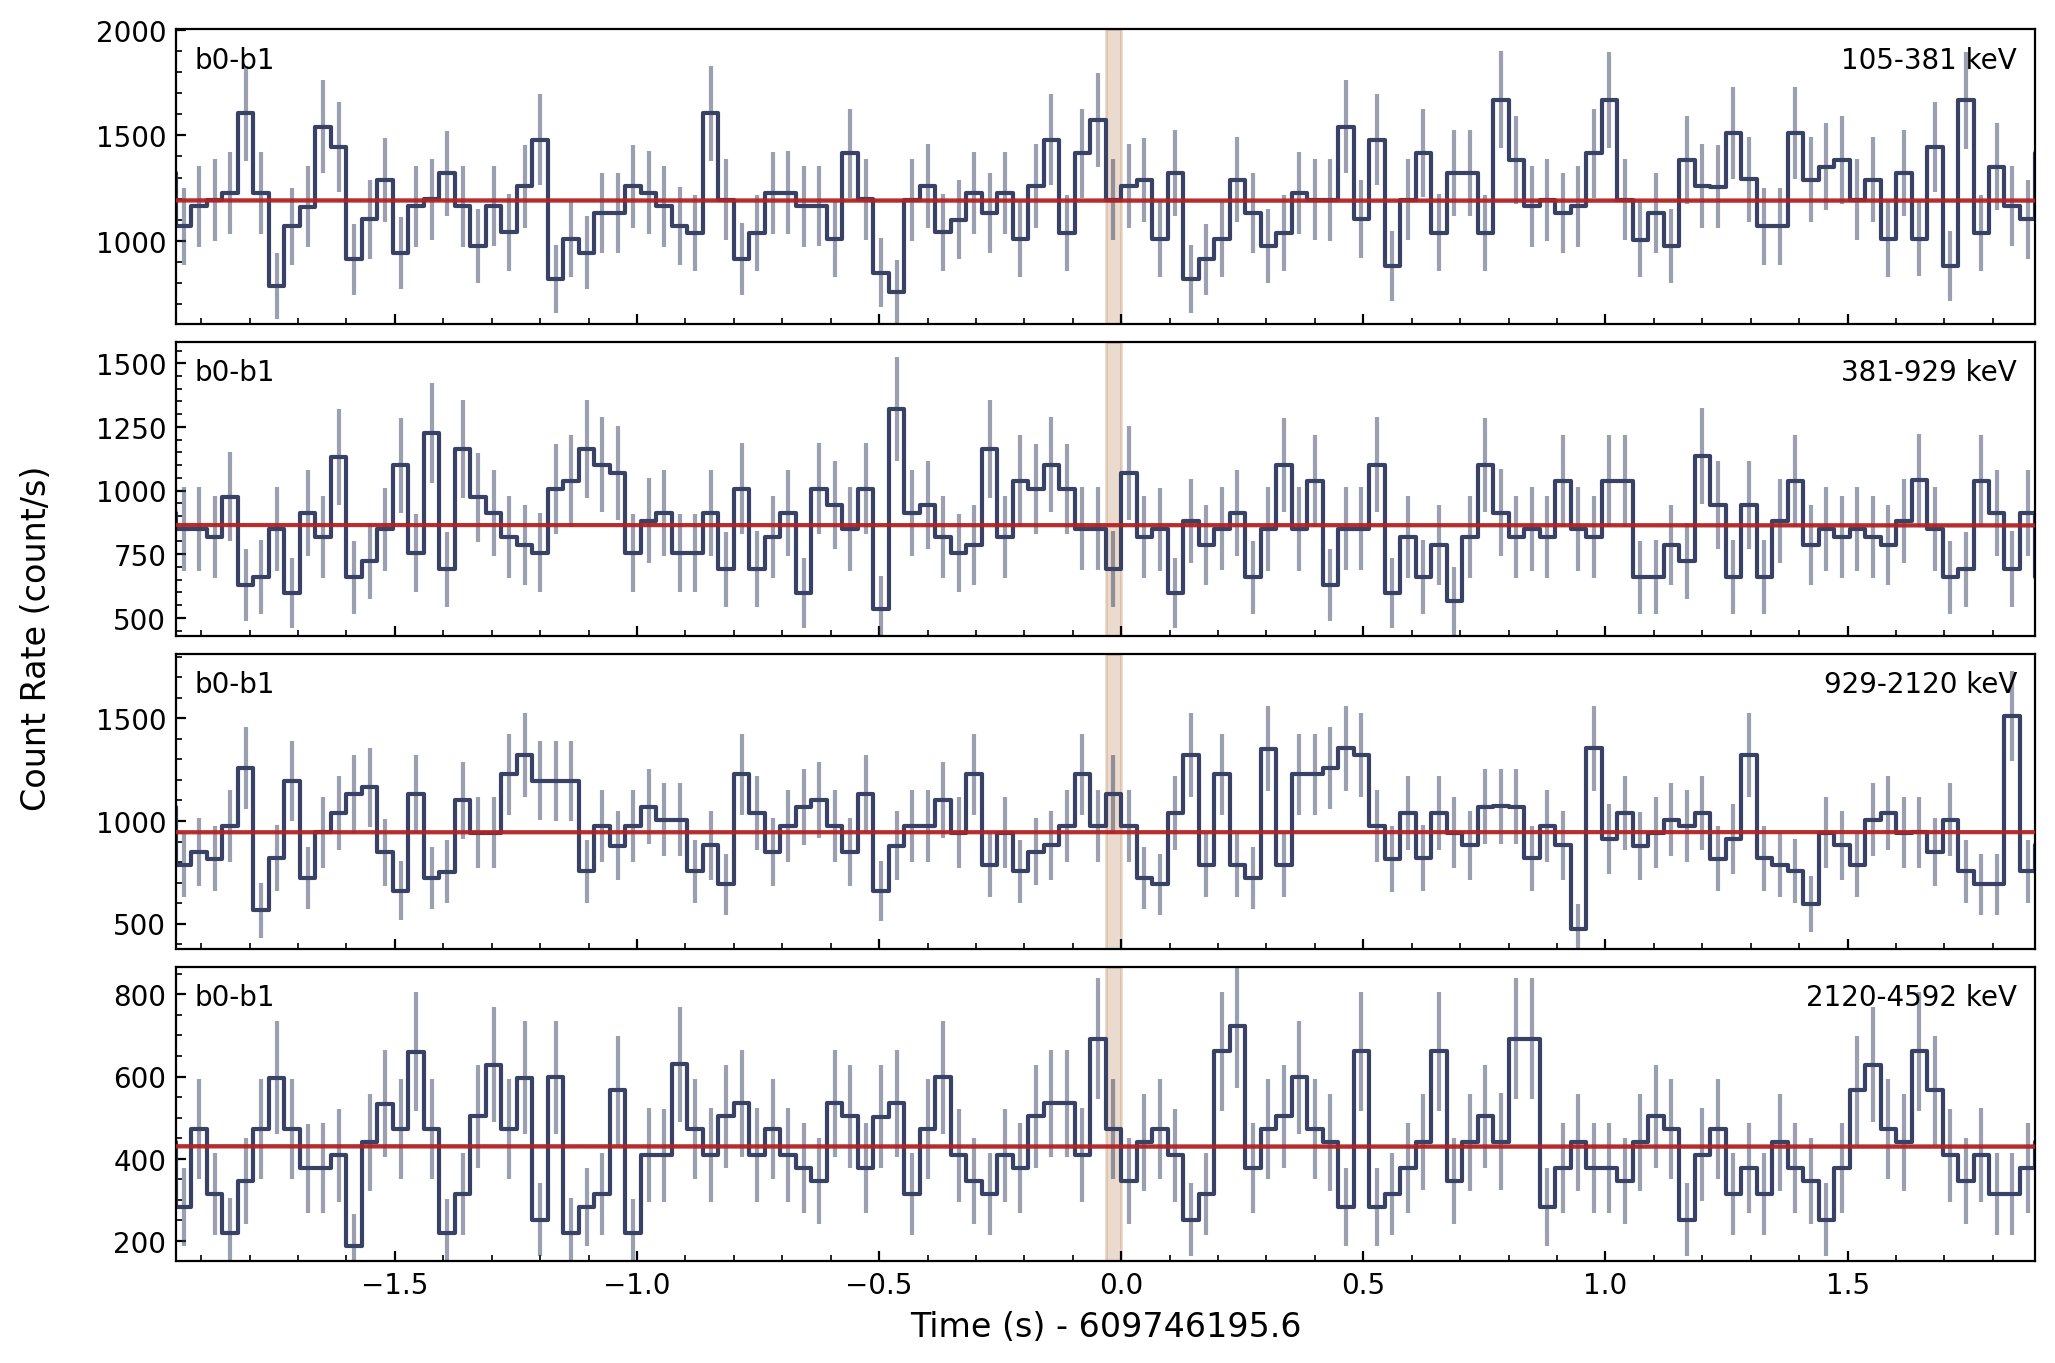 2000
1500
1000
b0-b1
105-381 keV
1500
1250
1000
750
500
b0-b1
381-929 keV
1500
1000
500
b0-b1
929-2120 keV
800
600
400
200
b0-b1
2120-4592 keV
Count Rate (count/s)
−1.5 −1.0 −0.5 0.0 0.5 1.0 1.5
Time (s) - 609746195.6